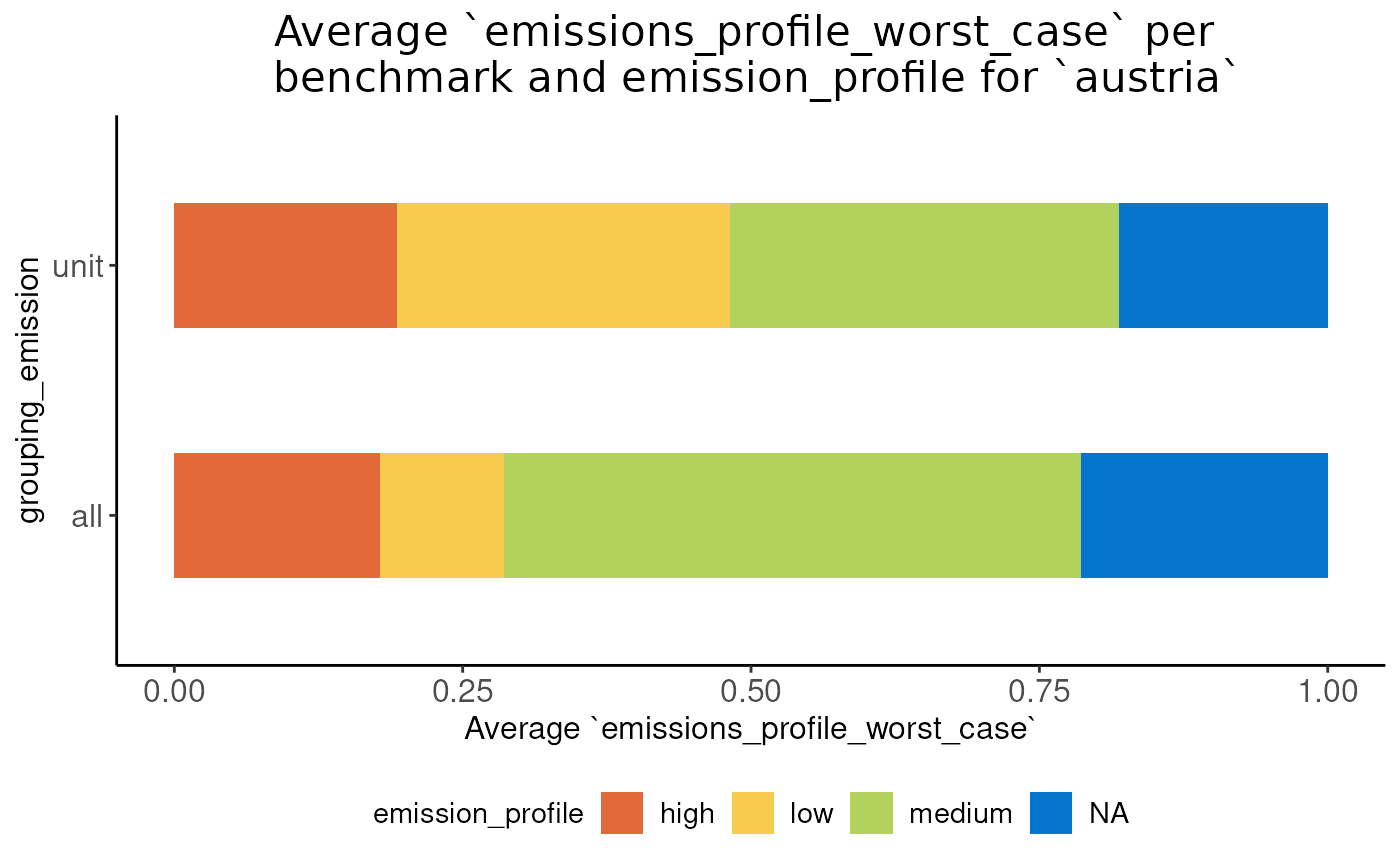 Average `emissions_profile_worst_case` per
benchmark and emission_profile for `austria`
grouping_emission
unit
all
0.00 0.25 0.50 0.75 1.00
Average `emissions_profile_worst_case`
emission_profile high low medium NA